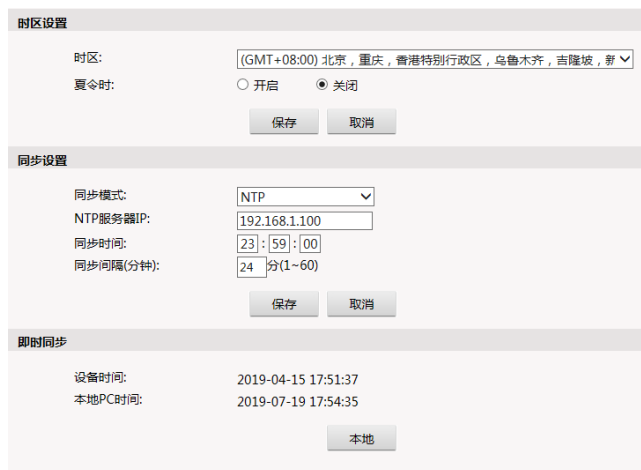 时区设置
时区: (GMT+08:00) 北京，重庆，香港特别行政区，乌鲁木齐，吉隆坡，新
夏令时: 开启 关闭
保存 取消
同步设置
同步模式: NTP
NTP服务器IP: 192.168.1.100
同步时间: 23 : 59 : 00
同步间隔(分钟): 24 分(1~60)
保存 取消
即时同步
设备时间: 2019-04-15 17:51:37
本地PC时间: 2019-07-19 17:54:35
本地